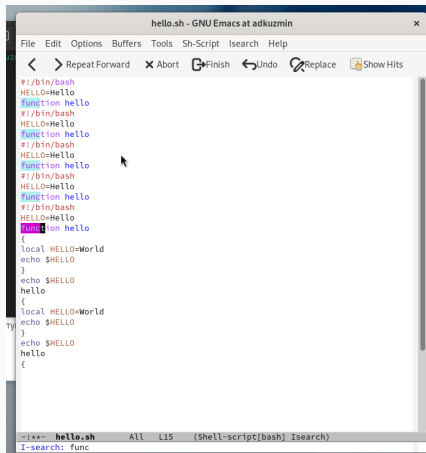 hello.sh - GNU Emacs at adkuzmin
File Edit Options Buffers Tools Sh-Script Isearch Help
Repeat Forward Abort Finish Undo Replace Show Hits
#!/bin/bash
HELLO=Hello
function hello
#!/bin/bash
HELLO=Hello
function hello
#!/bin/bash
HELLO=Hello
function hello
#!/bin/bash
HELLO=Hello
function hello
#!/bin/bash
HELLO=Hello
function hello
{
local HELLO=World
echo $HELLO
}
echo $HELLO
hello
{
local HELLO=World
echo $HELLO
}
echo $HELLO
hello
{
-:**- hello.sh All L15 (Shell-script[bash] Isearch)
I-search: func